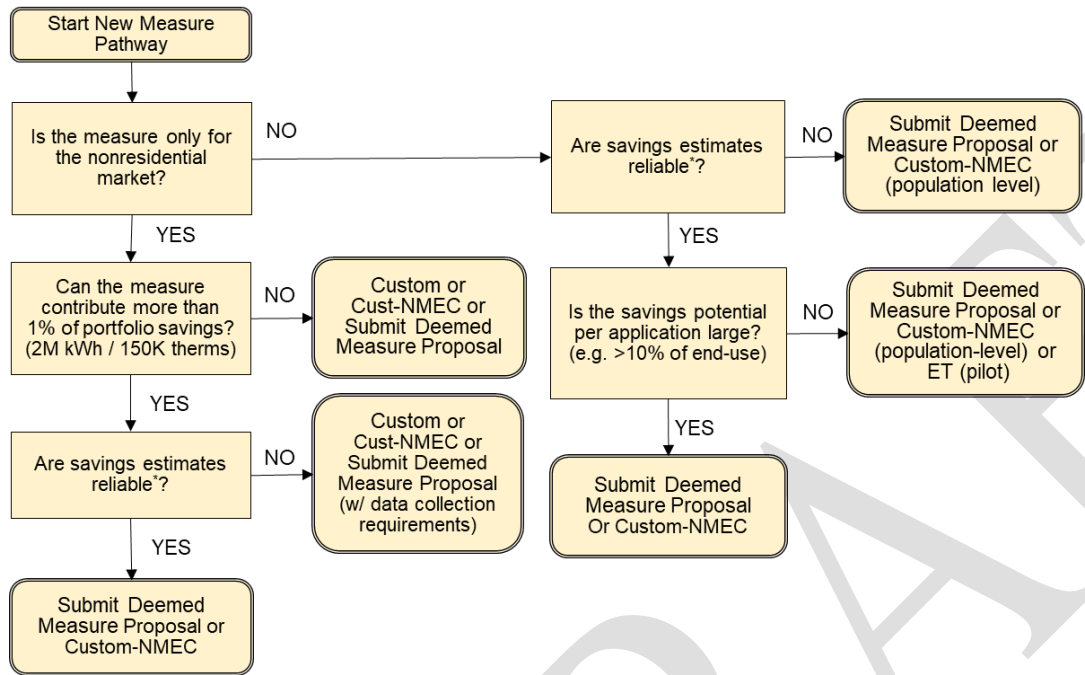 Start New Measure
Pathway
Is the measure only for
the nonresidential
market?
NO
Are savings estimates
reliable*?
NO
Submit Deemed
Measure Proposal or
Custom-NMEC
(population level)
YES
YES
Can the measure
contribute more than
1% of portfolio savings?
(2M kWh / 150K therms)
NO
Custom or
Cust-NMEC or
Submit Deemed
Measure Proposal
Is the savings potential
per application large?
(e.g. >10% of end-use)
NO
Submit Deemed
Measure Proposal or
Custom-NMEC
(population-level) or
ET (pilot)
YES
YES
Are savings estimates
reliable*?
NO
Custom or
Cust-NMEC or
Submit Deemed
Measure Proposal
(w/ data collection
requirements)
Submit Deemed
Measure Proposal
Or Custom-NMEC
YES
Submit Deemed
Measure Proposal or
Custom-NMEC